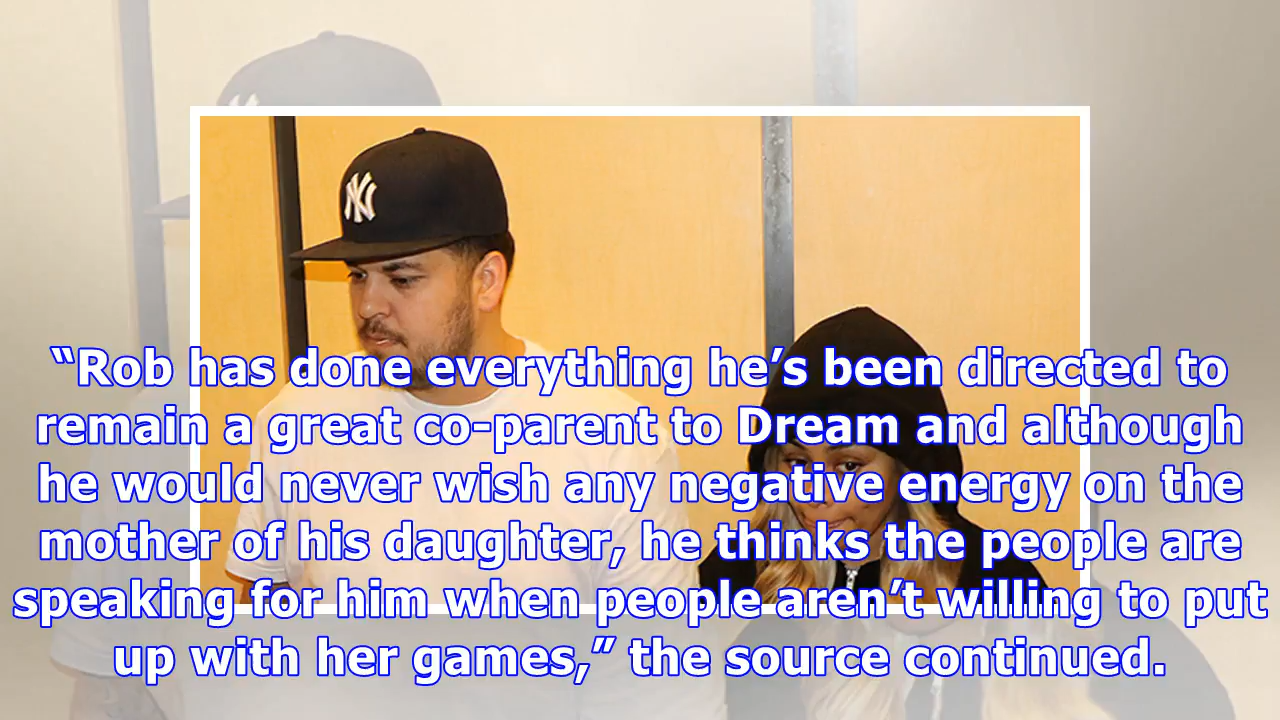 NY
“Rob has done everything he’s been directed to
remain a great co-parent to Dream and although
he would never wish any negative energy on the
mother of his daughter, he thinks the people are
speaking for him when people aren’t willing to put
up with her games,” the source continued.